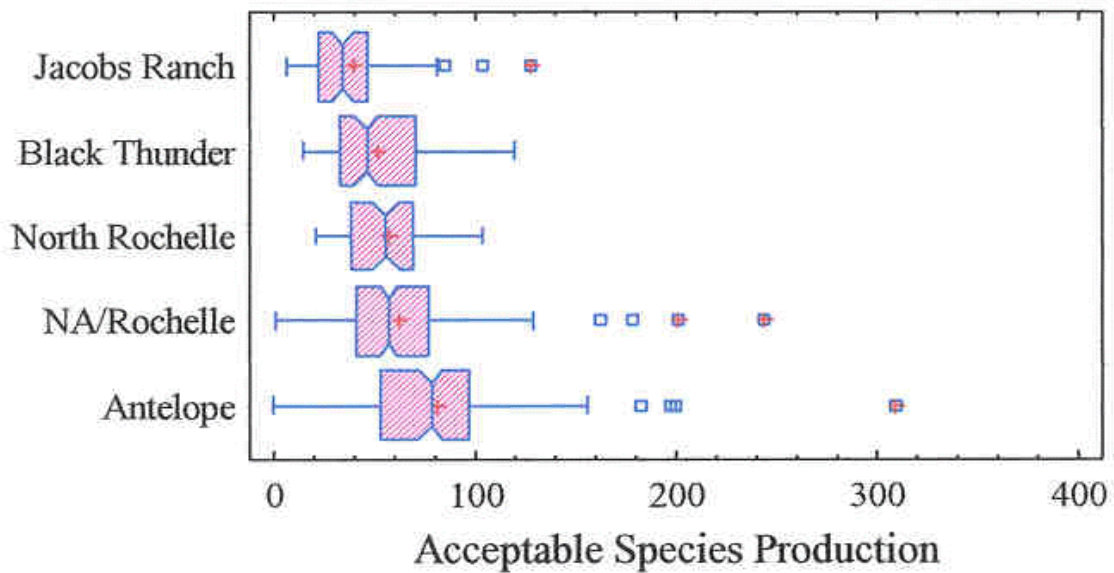 Jacobs Ranch
Black Thunder
North Rochelle
NA/Rochelle
Antelope
0 100 200 300 400
Acceptable Species Production